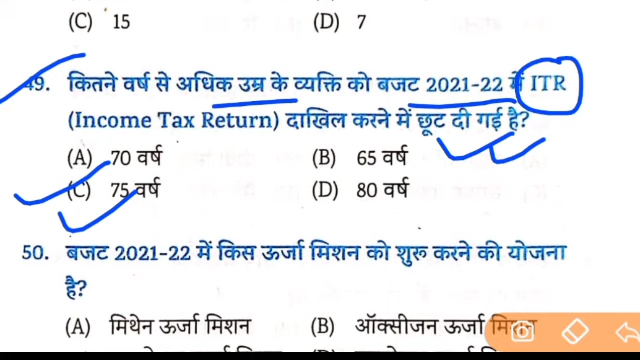 (C) 15 (D) 7
49. कितने वर्ष से अधिक उम्र के व्यक्ति को बजट 2021-22 में ITR
(Income Tax Return) दाखिल करने में छूट दी गई है?
(A) 70 वर्ष (B) 65 वर्ष
(C) 75 वर्ष (D) 80 वर्ष
50. बजट 2021-22 में किस ऊर्जा मिशन को शुरू करने की योजना
है?
(A) मिथेन ऊर्जा मिशन (B) ऑक्सीजन ऊर्जा मिशन